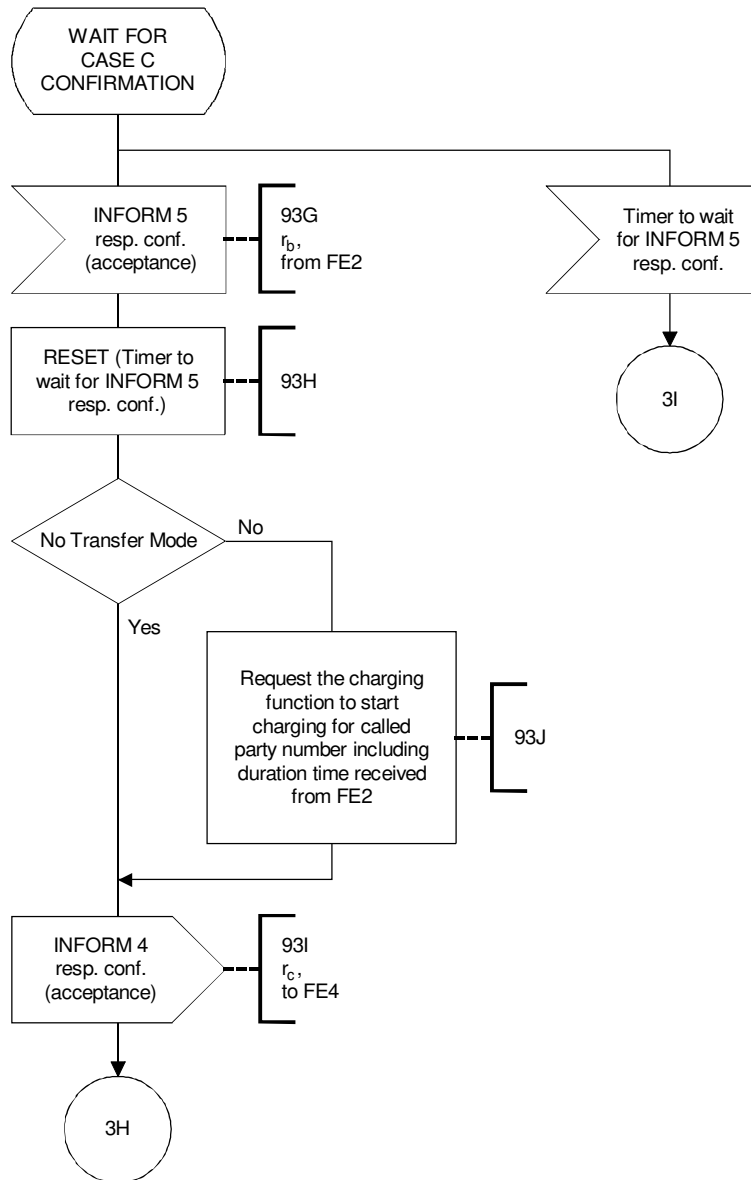 WAIT FOR
CASE C
CONFIRMATION
INFORM 5
resp. conf.
(acceptance)
93G
rb,
from FE2
Timer to wait
for INFORM 5
resp. conf.
RESET (Timer to
wait for INFORM 5
resp. conf.)
93H
3I
No Transfer Mode
No
Yes
Request the charging
function to start
charging for called
party number including
duration time received
from FE2
93J
INFORM 4
resp. conf.
(acceptance)
93I
rc,
to FE4
3H